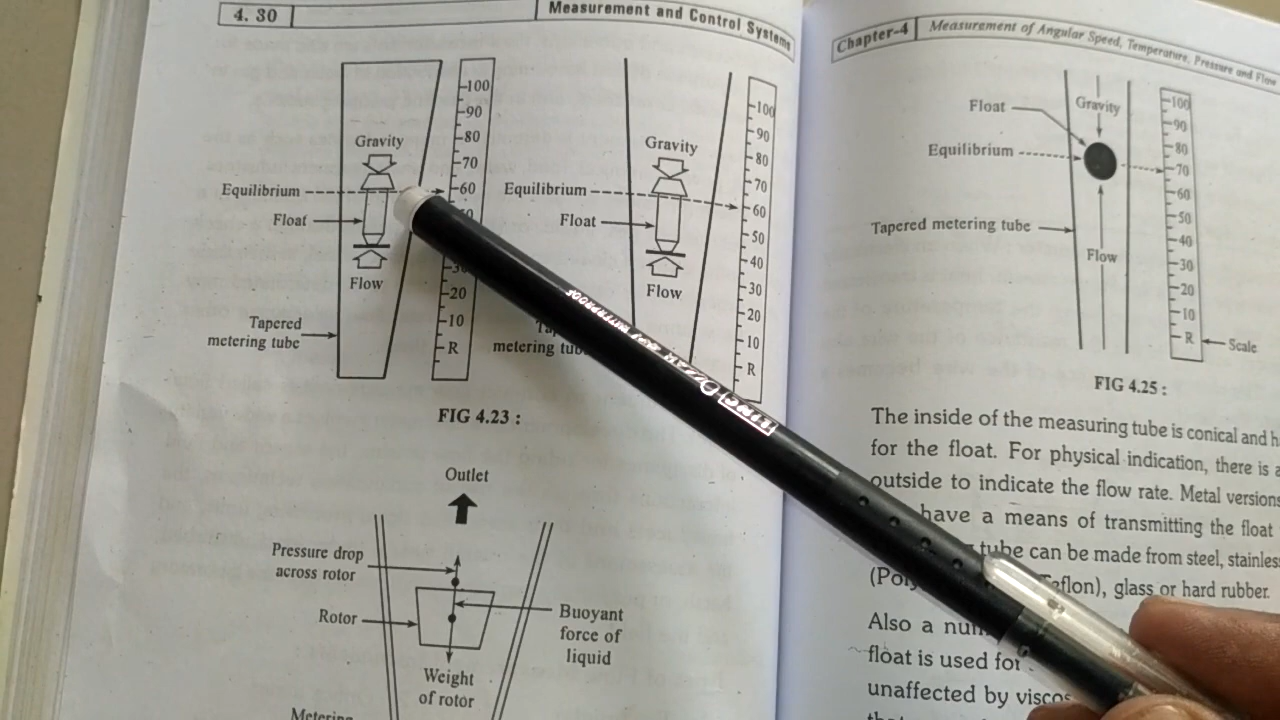 4. 30
Measurement and Control Systems
100
90
80
70
60
20
10
R
Gravity
Equilibrium
Float
Flow
Tapered
metering tube
100
90
80
70
60
50
40
30
20
10
R
Gravity
Equilibrium
Float
Flow
metering
FIG 4.23 :
Outlet
Pressure drop
across rotor
Rotor
Buoyant
force of
liquid
Weight
of rotor
Metering
LINC OZZAR GEL WATERPROOF
Chapter-4
Measurement of Angular Speed, Temperature, Pressure and Flow
Float
Gravity
Equilibrium
Tapered metering tube
Flow
100
90
80
70
60
50
40
30
20
10
R
Scale
FIG 4.25 :
The inside of the measuring tube is conical and
for the float. For physical indication, there is
outside to indicate the flow rate. Metal versions
have a means of transmitting the float
tube can be made from steel, stainless
glass or hard rubber.
Also a
float is used for
unaffected by